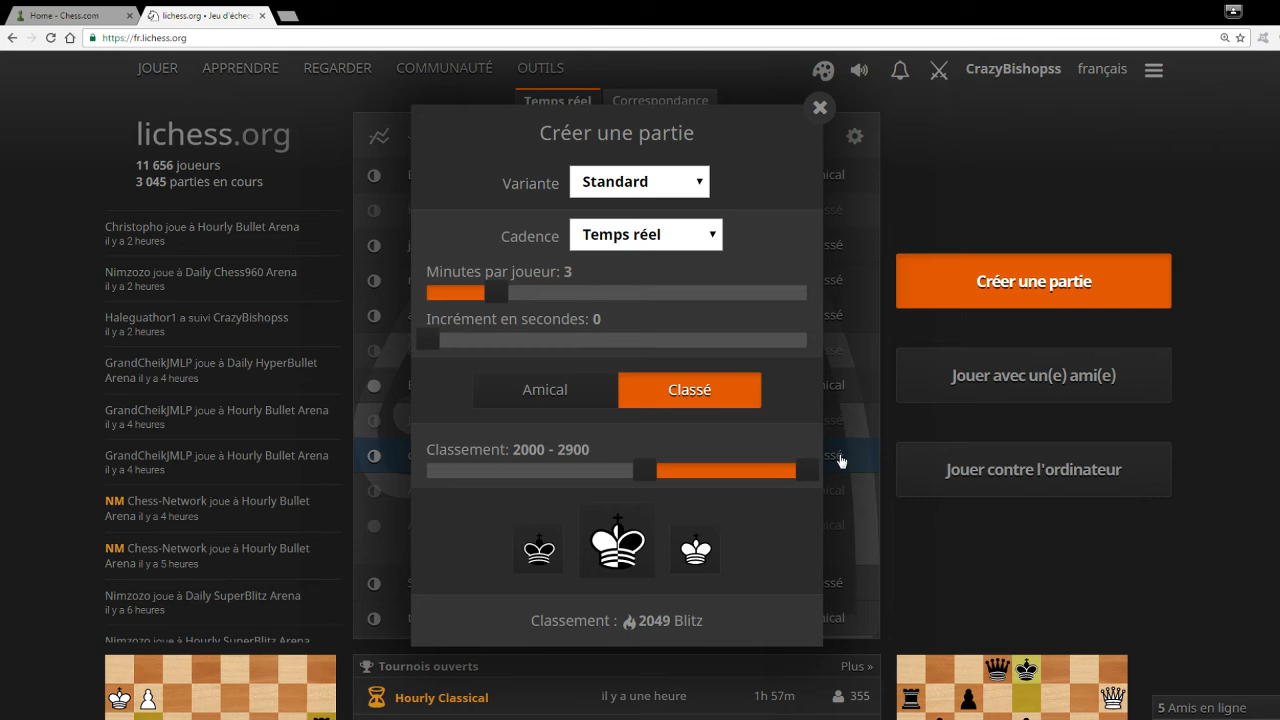 Home - Chess.com
lichess.org • Jeu d'échec
https://fr.lichess.org
JOUER APPRENDRE REGARDER COMMUNAUTÉ OUTILS CrazyBishopss français
Temps réel Correspondance
lichess.org
11 656 joueurs
3 045 parties en cours
Christopho joue à Hourly Bullet Arena
il y a 2 heures
Nimzozo joue à Daily Chess960 Arena
il y a 2 heures
Haleguathor1 a suivi CrazyBishopss
il y a 2 heures
GrandCheikJMLP joue à Daily HyperBullet
Arena il y a 4 heures
GrandCheikJMLP joue à Hourly Bullet
Arena il y a 4 heures
GrandCheikJMLP joue à Hourly Bullet
Arena il y a 4 heures
NM Chess-Network joue à Hourly Bullet
Arena il y a 4 heures
NM Chess-Network joue à Hourly Bullet
Arena il y a 5 heures
Nimzozo joue à Daily SuperBlitz Arena
il y a 6 heures
Nimzozo joue à Hourly SuperBlitz Arena
Créer une partie
Variante Standard
Cadence Temps réel
Minutes par joueur: 3
Incrément en secondes: 0
Amical Classé
Classement: 2000 - 2900
Classement : 2049 Blitz
Créer une partie
Jouer avec un(e) ami(e)
Jouer contre l'ordinateur
Tournois ouverts Plus »
Hourly Classical il y a une heure 1h 57m 355
5 Amis en ligne